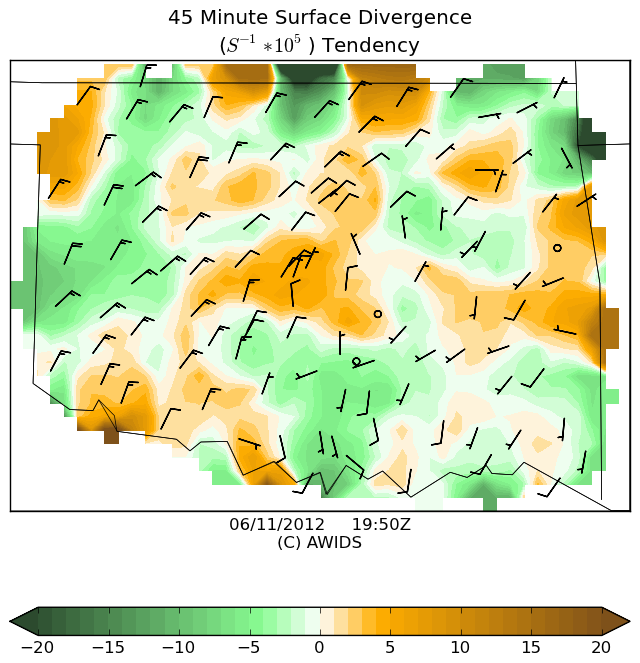 45 Minute Surface Divergence
(S⁻¹ *10⁵ ) Tendency
06/11/2012 19:50Z
(C) AWIDS
−20 −15 −10 −5 0 5 10 15 20